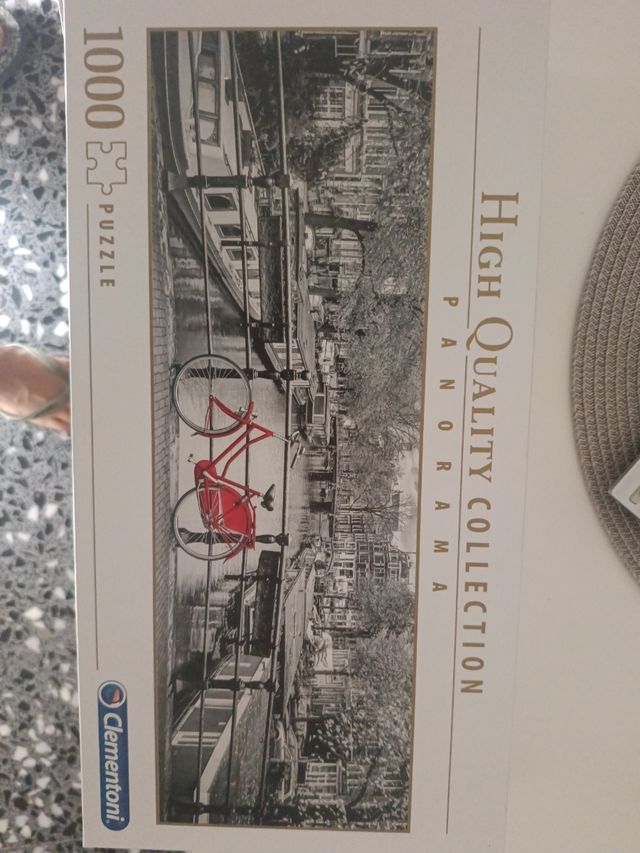 HIGH QUALITY COLLECTION
PANORAMA
1000
PUZZLE
Clementoni